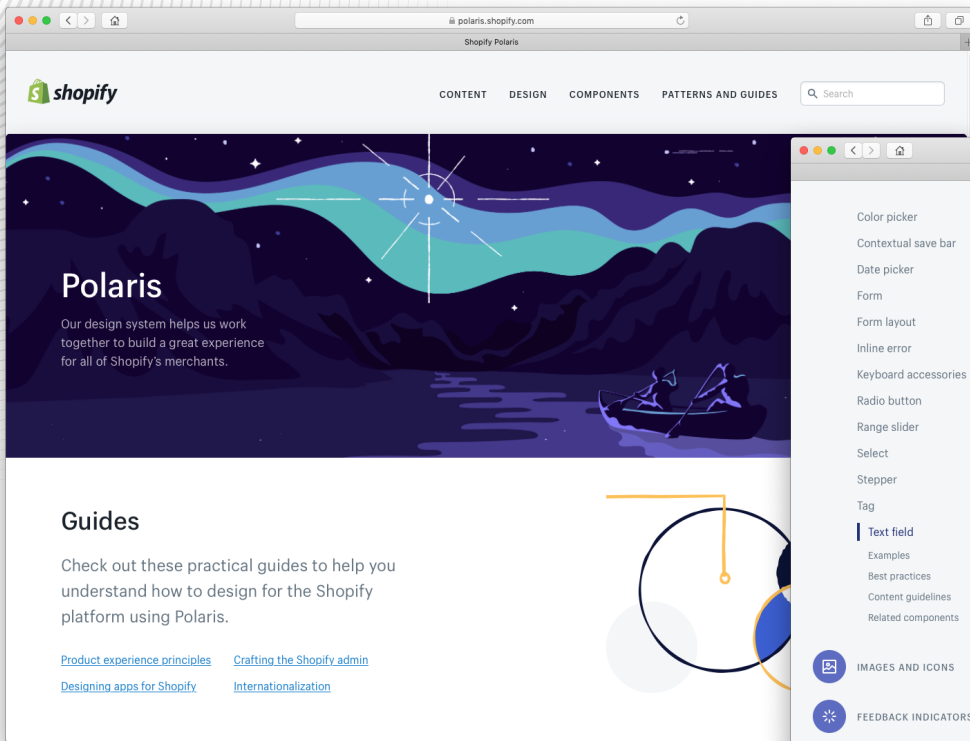 polaris.shopify.com
Shopify Polaris
shopify
CONTENT DESIGN COMPONENTS PATTERNS AND GUIDES Search
Polaris
Our design system helps us work
together to build a great experience
for all of Shopify's merchants.
Guides
Check out these practical guides to help you
understand how to design for the Shopify
platform using Polaris.
Product experience principles Crafting the Shopify admin
Designing apps for Shopify Internationalization
Color picker
Contextual save bar
Date picker
Form
Form layout
Inline error
Keyboard accessories
Radio button
Range slider
Select
Stepper
Tag
Text field
Examples
Best practices
Content guidelines
Related components
IMAGES AND ICONS
FEEDBACK INDICATORS